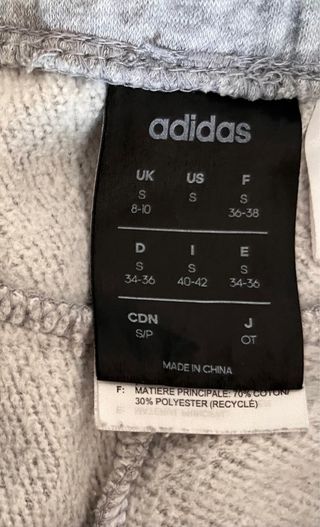 adidas
UK US F
S S S
8-10 36-38
D I E
S S S
34-36 40-42 34-36
CDN J
S/P OT
MADE IN CHINA
F: MATIÈRE PRINCIPALE: 70% COTON/
30% POLYESTER (RECYCLÉ)